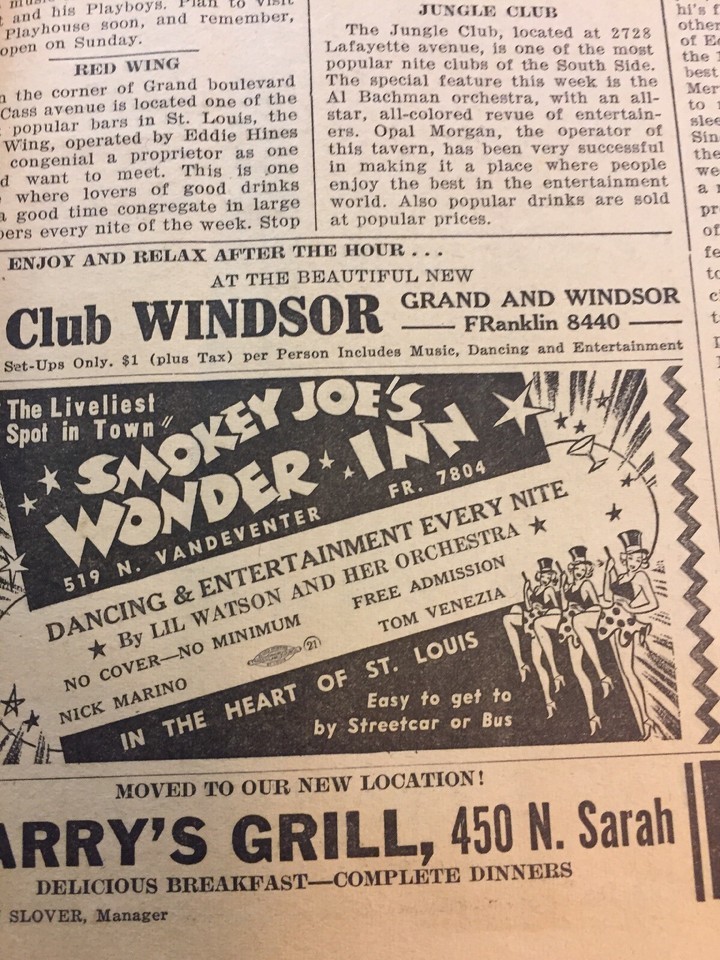 and his Playboys. Plan to visit
Playhouse soon, and remember,
open on Sunday.
RED WING
the corner of Grand boulevard
Cass avenue is located one of the
popular bars in St. Louis, the
Wing, operated by Eddie Hines
congenial a proprietor as one
want to meet. This is one
where lovers of good drinks
a good time congregate in large
every nite of the week. Stop
JUNGLE CLUB
The Jungle Club, located at 2728
Lafayette avenue, is one of the most
popular nite clubs of the South Side.
The special feature this week is the
Al Bachman orchestra, with an all-
star, all-colored revue of entertain-
ers. Opal Morgan, the operator of
this tavern, has been very successful
in making it a place where people
enjoy the best in the entertainment
world. Also popular drinks are sold
at popular prices.
ENJOY AND RELAX AFTER THE HOUR . . .
AT THE BEAUTIFUL NEW
Club WINDSOR
GRAND AND WINDSOR
FRanklin 8440
Set-Ups Only. $1 (plus Tax) per Person Includes Music, Dancing and Entertainment
The Liveliest
Spot in Town"
SMOKEY JOE'S
WONDER INN
519 N. VANDEVENTER FR. 7804
DANCING & ENTERTAINMENT EVERY NITE
By LIL WATSON AND HER ORCHESTRA
NO COVER—NO MINIMUM FREE ADMISSION
NICK MARINO TOM VENEZIA
21
IN THE HEART OF ST. LOUIS
Easy to get to
by Streetcar or Bus
MOVED TO OUR NEW LOCATION!
ARRY'S GRILL, 450 N. Sarah
DELICIOUS BREAKFAST—COMPLETE DINNERS
SLOVER, Manager